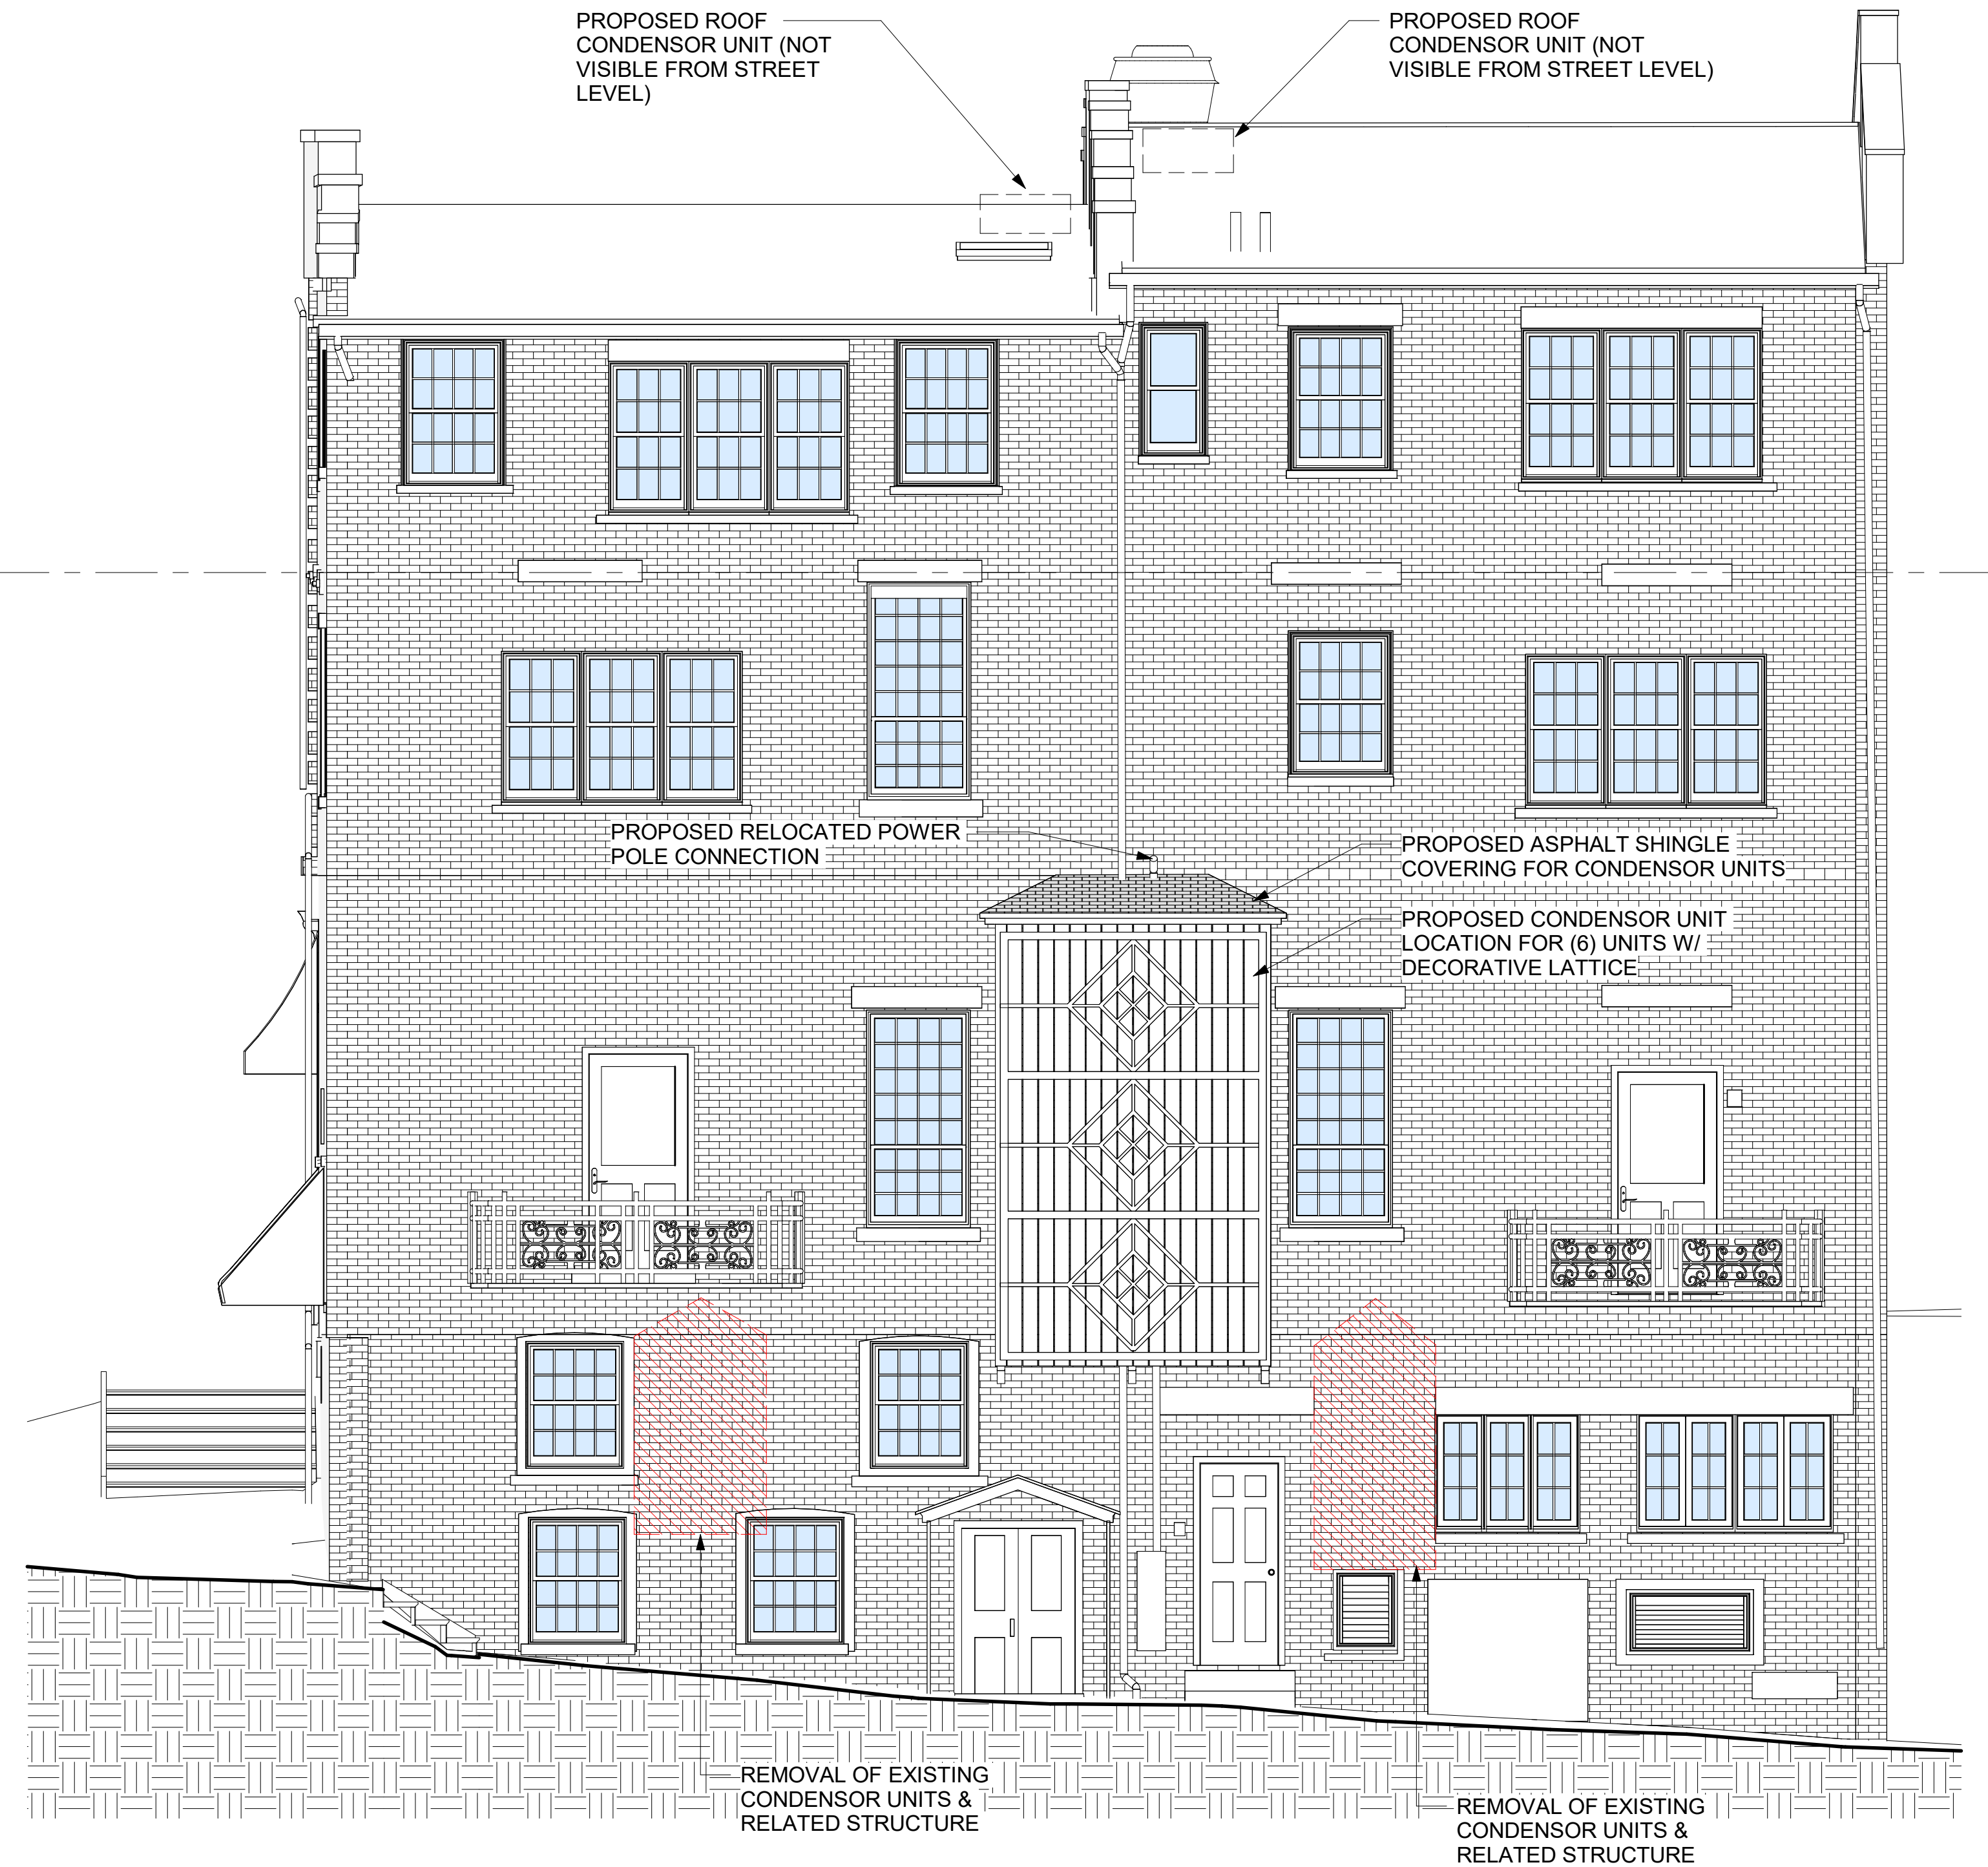 PROPOSED ROOF
CONDENSOR UNIT (NOT
VISIBLE FROM STREET
LEVEL)
PROPOSED ROOF
CONDENSOR UNIT (NOT
VISIBLE FROM STREET LEVEL)
PROPOSED RELOCATED POWER
POLE CONNECTION
PROPOSED ASPHALT SHINGLE
COVERING FOR CONDENSOR UNITS
PROPOSED CONDENSOR UNIT
LOCATION FOR (6) UNITS W/
DECORATIVE LATTICE
REMOVAL OF EXISTING
CONDENSOR UNITS &
RELATED STRUCTURE
REMOVAL OF EXISTING
CONDENSOR UNITS &
RELATED STRUCTURE